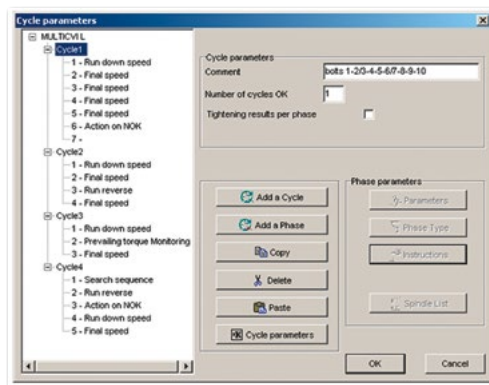 Cycle parameters
MULTICVI L
Cycle1
1 - Run down speed
2 - Final speed
3 - Final speed
4 - Final speed
5 - Final speed
6 - Action on NOK
7 -
Cycle2
1 - Run down speed
2 - Final speed
3 - Run reverse
4 - Final speed
Cycle3
1 - Run down speed
2 - Prevailing torque Monitoring
3 - Final speed
Cycle4
1 - Search sequence
2 - Run reverse
3 - Action on NOK
4 - Run down speed
5 - Final speed
Cycle parameters
Comment bolts 1-2/3-4-5-6/7-8-9-10
Number of cycles OK 1
Tightening results per phase
Add a Cycle
Add a Phase
Copy
Delete
Paste
Cycle parameters
Phase parameters
Parameters
Phase Type
Instructions
Spindle List
OK Cancel